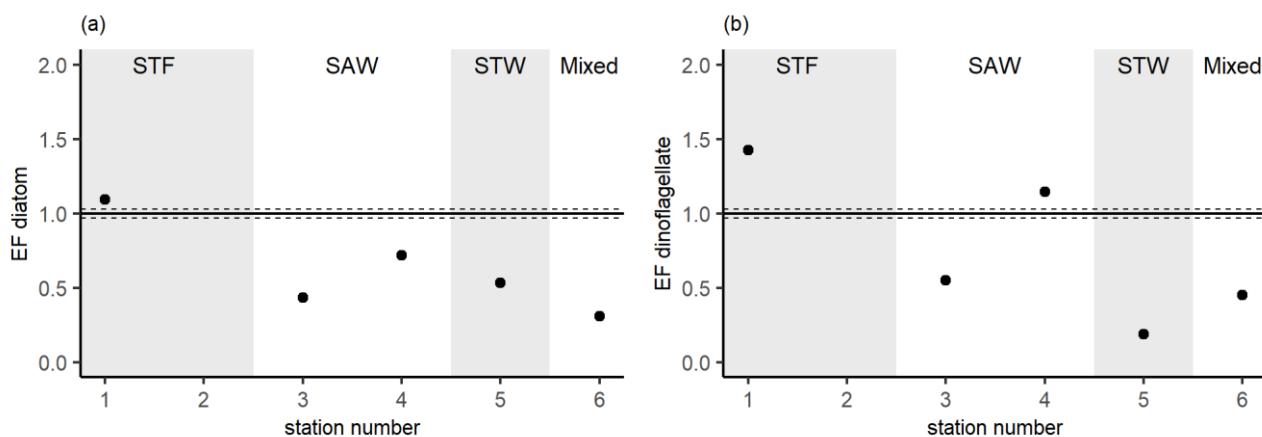 (a)
STF SAW STW Mixed
2.0
1.5
1.0
0.5
0.0
EF diatom
1 2 3 4 5 6
station number
(b)
STF SAW STW Mixed
2.0
1.5
1.0
0.5
0.0
EF dinoflagellate
1 2 3 4 5 6
station number